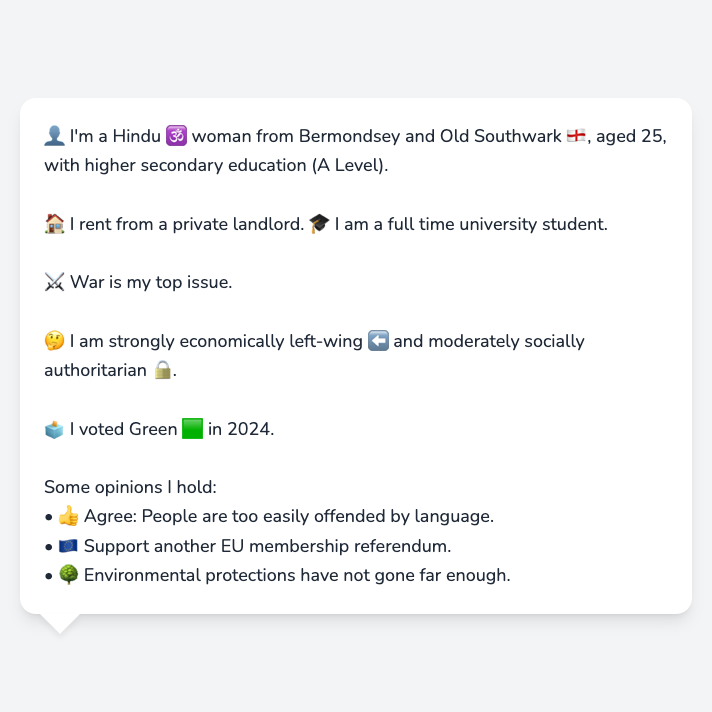 👤 I'm a Hindu 🕉️ woman from Bermondsey and Old Southwark 🏴󠁧󠁢󠁥󠁮󠁧󠁿, aged 25,
with higher secondary education (A Level).
🏠 I rent from a private landlord. 🎓 I am a full time university student.
⚔️ War is my top issue.
🤔 I am strongly economically left-wing ⬅️ and moderately socially
authoritarian 🔒.
🗳️ I voted Green 🟩 in 2024.
Some opinions I hold:
• 👍 Agree: People are too easily offended by language.
• 🇪🇺 Support another EU membership referendum.
• 🌳 Environmental protections have not gone far enough.